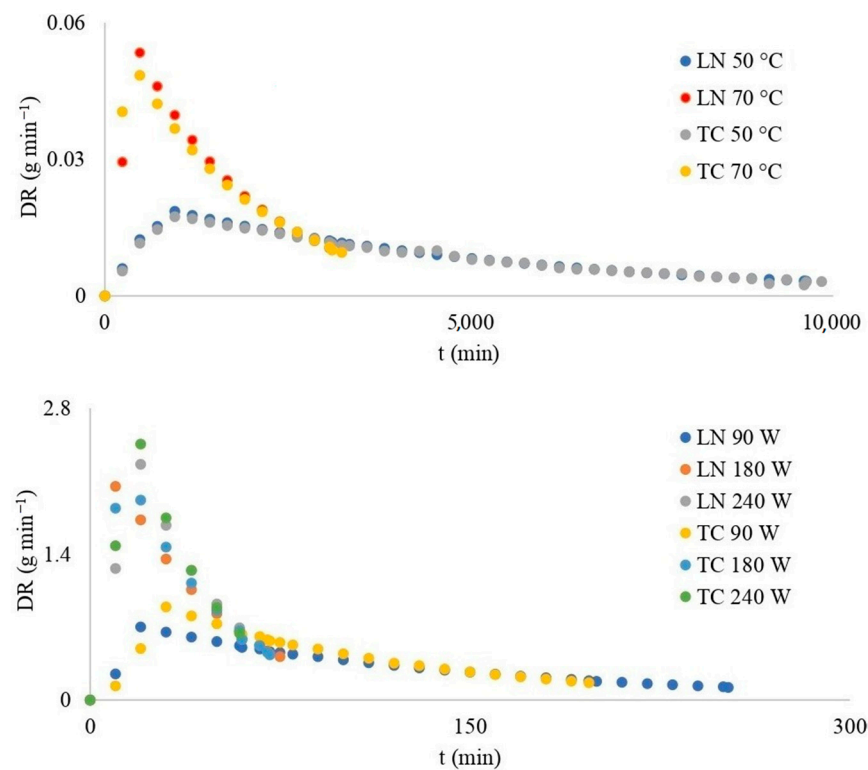 0.06
LN 50 °C
LN 70 °C
0.03
TC 50 °C
TC 70 °C
DR (g min⁻¹)
0
0
5,000
10,000
t (min)
2.8
LN 90 W
LN 180 W
LN 240 W
1.4
TC 90 W
TC 180 W
TC 240 W
DR (g min⁻¹)
0
0
150
300
t (min)